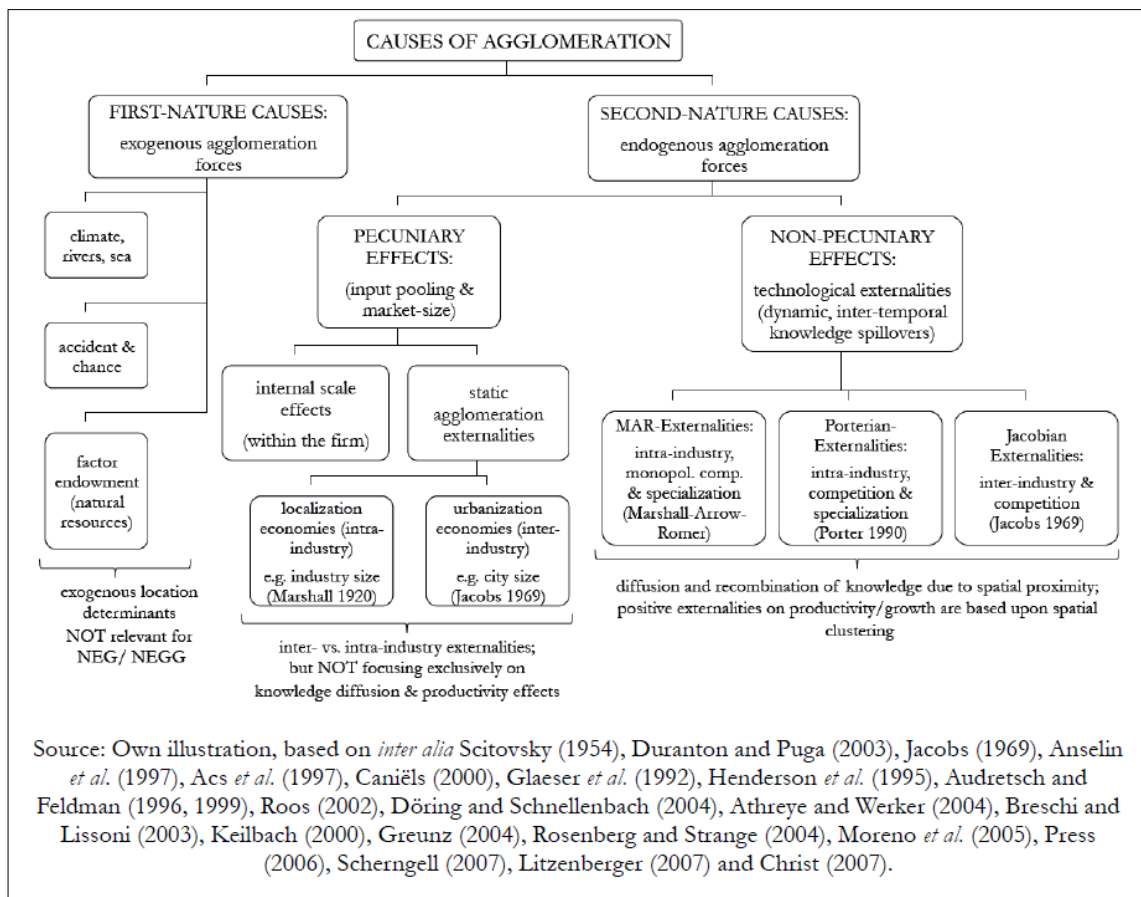 CAUSES OF AGGLOMERATION
FIRST-NATURE CAUSES:
exogenous agglomeration
forces
climate,
rivers, sea
accident &
chance
factor
endowment
(natural
resources)
exogenous location
determinants
NOT relevant for
NEG/ NEGG
SECOND-NATURE CAUSES:
endogenous agglomeration
forces
PECUNIARY
EFFECTS:
(input pooling &
market-size)
internal scale
effects
(within the firm)
static
agglomeration
externalities
localization
economies (intra-
industry)
e.g. industry size
(Marshall 1920)
urbanization
economies (inter-
industry)
e.g. city size
(Jacobs 1969)
inter- vs. intra-industry externalities;
but NOT focusing exclusively on
knowledge diffusion & productivity effects
NON-PECUNIARY
EFFECTS:
technological externalities
(dynamic, inter-temporal
knowledge spillovers)
MAR-Externalities:
intra-industry,
monopol. comp.
& specialization
(Marshall-Arrow-
Romer)
Porterian-
Externalities:
intra-industry,
competition &
specialization
(Porter 1990)
Jacobian
Externalities:
inter-industry &
competition
(Jacobs 1969)
diffusion and recombination of knowledge due to spatial proximity;
positive externalities on productivity/growth are based upon spatial
clustering
Source: Own illustration, based on inter alia Scitovsky (1954), Duranton and Puga (2003), Jacobs (1969), Anselin
et al. (1997), Acs et al. (1997), Caniëls (2000), Glaeser et al. (1992), Henderson et al. (1995), Audretsch and
Feldman (1996, 1999), Roos (2002), Döring and Schnellenbach (2004), Athreye and Werker (2004), Breschi and
Lissoni (2003), Keilbach (2000), Greunz (2004), Rosenberg and Strange (2004), Moreno et al. (2005), Press
(2006), Scherngell (2007), Litzenberger (2007) and Christ (2007).